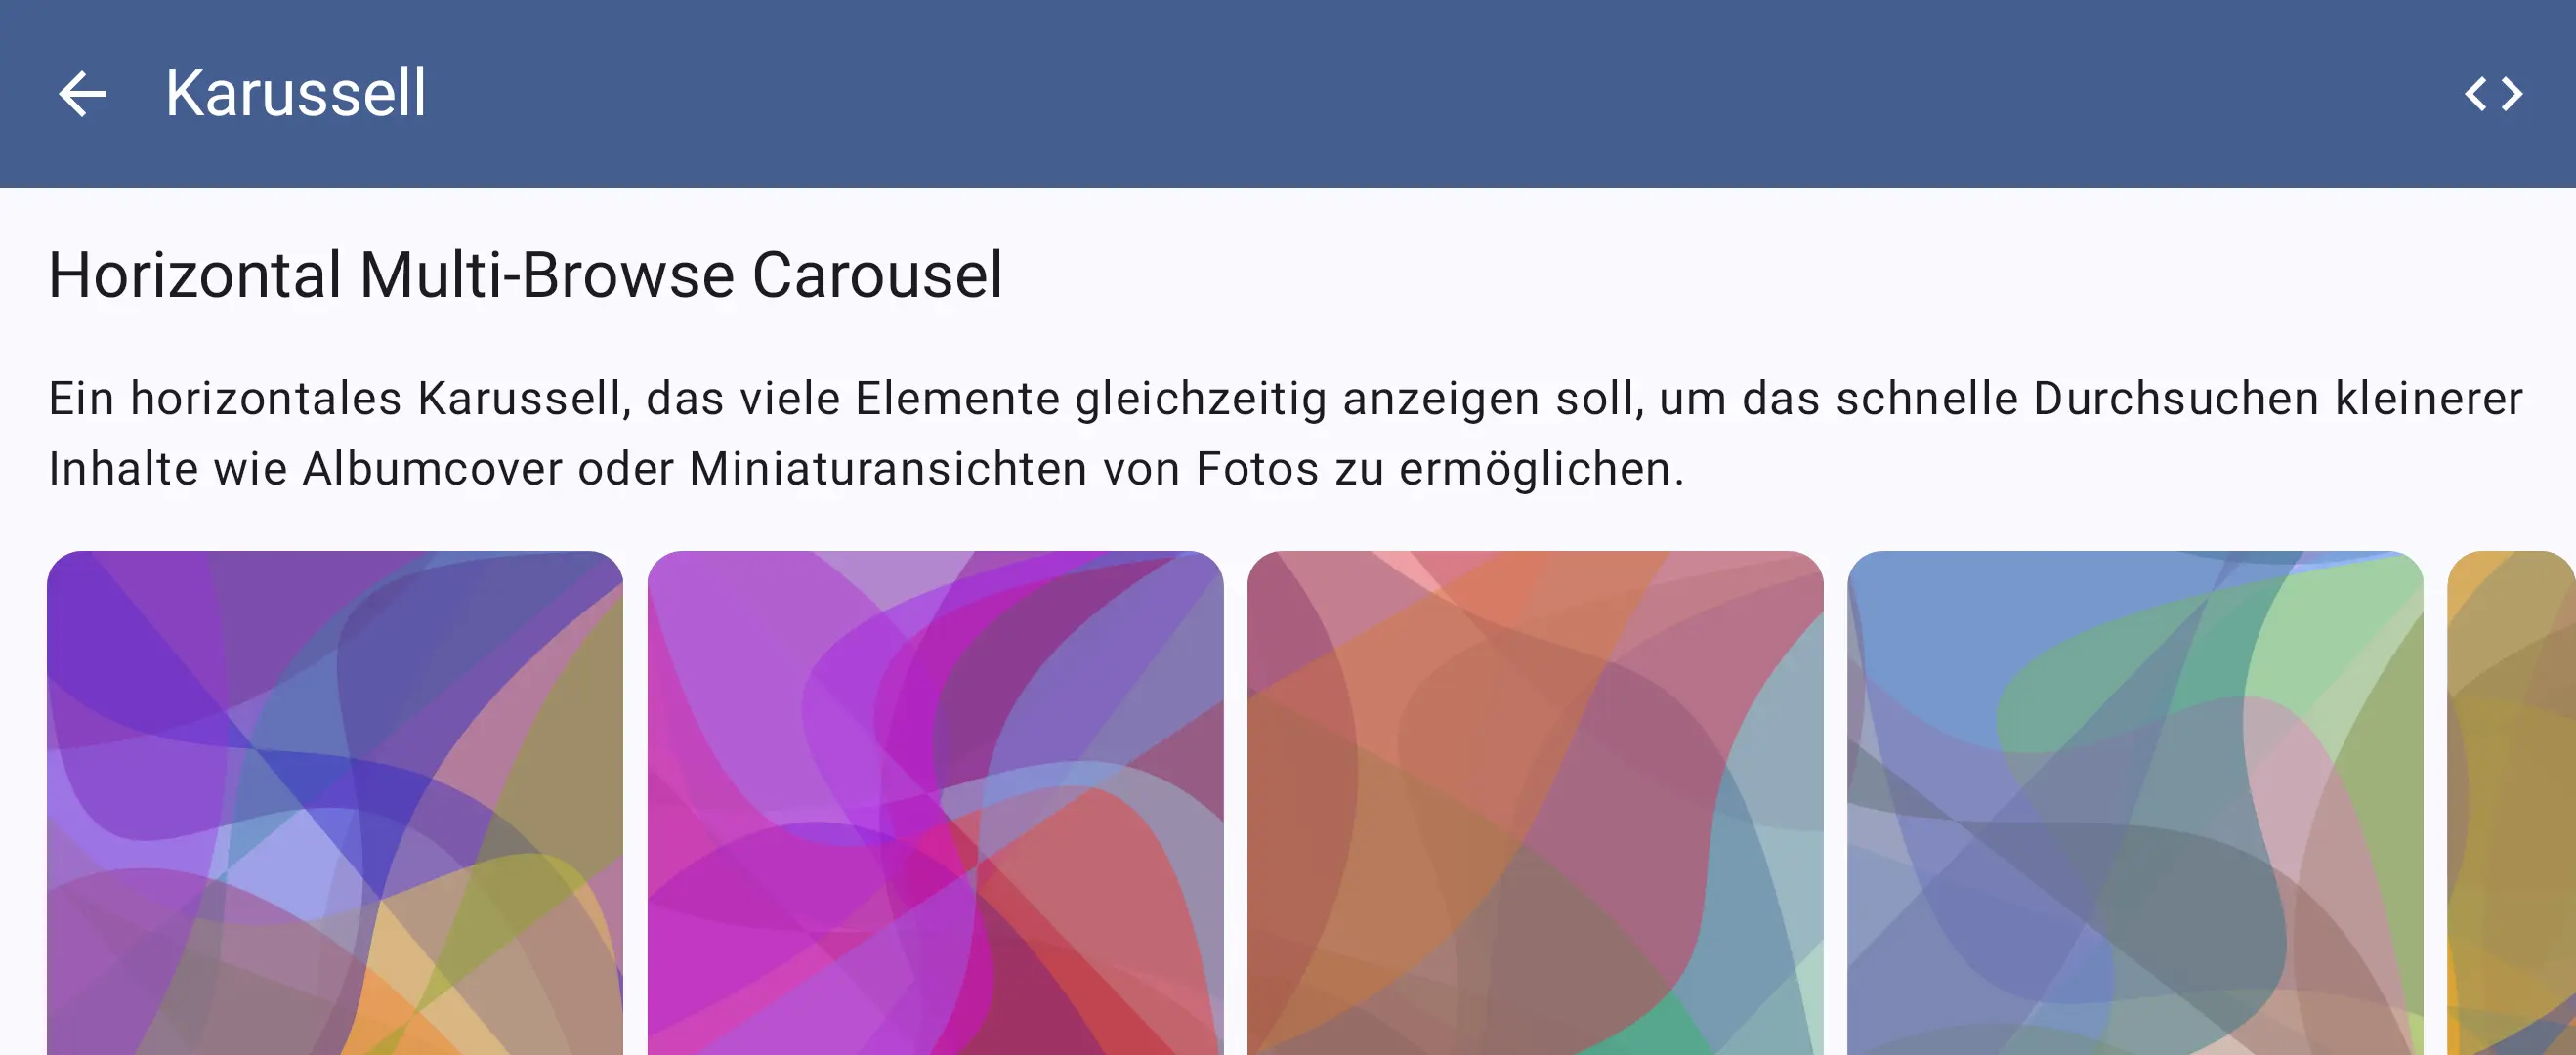 Karussell
Horizontal Multi-Browse Carousel
Ein horizontales Karussell, das viele Elemente gleichzeitig anzeigen soll, um das schnelle Durchsuchen kleinerer
Inhalte wie Albumcover oder Miniaturansichten von Fotos zu ermöglichen.